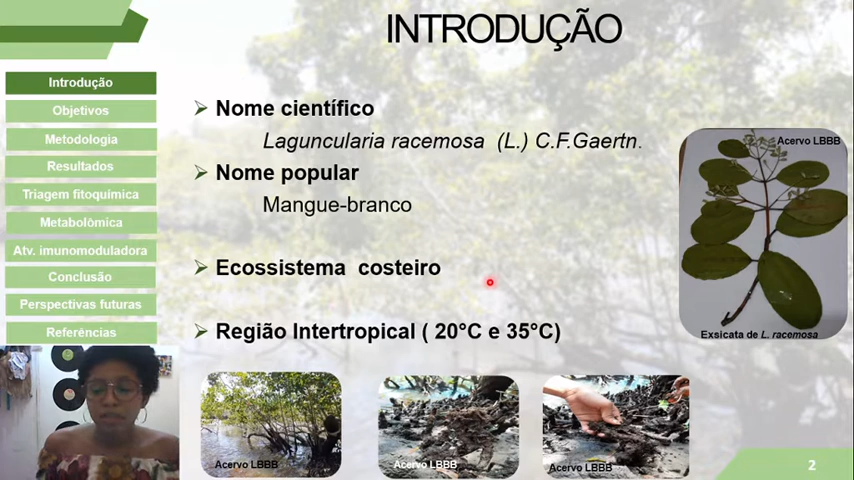 INTRODUÇÃO
Introdução
Objetivos
Metodologia
Resultados
Triagem fitoquímica
Metabolômica
Atv. imunomoduladora
Conclusão
Perspectivas futuras
Referências
➢ Nome científico
Laguncularia racemosa (L.) C.F.Gaertn.
➢ Nome popular
Mangue-branco
➢ Ecossistema costeiro
➢ Região Intertropical ( 20°C e 35°C)
Acervo LBBB
Exsicata de L. racemosa
Acervo LBBB
Acervo LBBB
Acervo LBBB
2